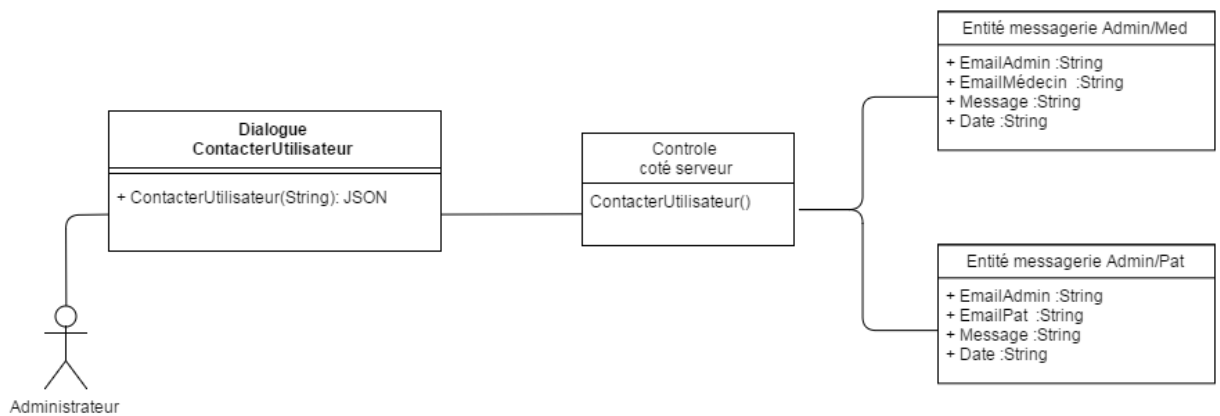 Entité messagerie Admin/Med
+ EmailAdmin :String
+ EmailMédecin :String
+ Message :String
+ Date :String
Dialogue
ContacterUtilisateur
+ ContacterUtilisateur(String): JSON
Controle
coté serveur
ContacterUtilisateur()
Entité messagerie Admin/Pat
+ EmailAdmin :String
+ EmailPat :String
+ Message :String
+ Date :String
Administrateur